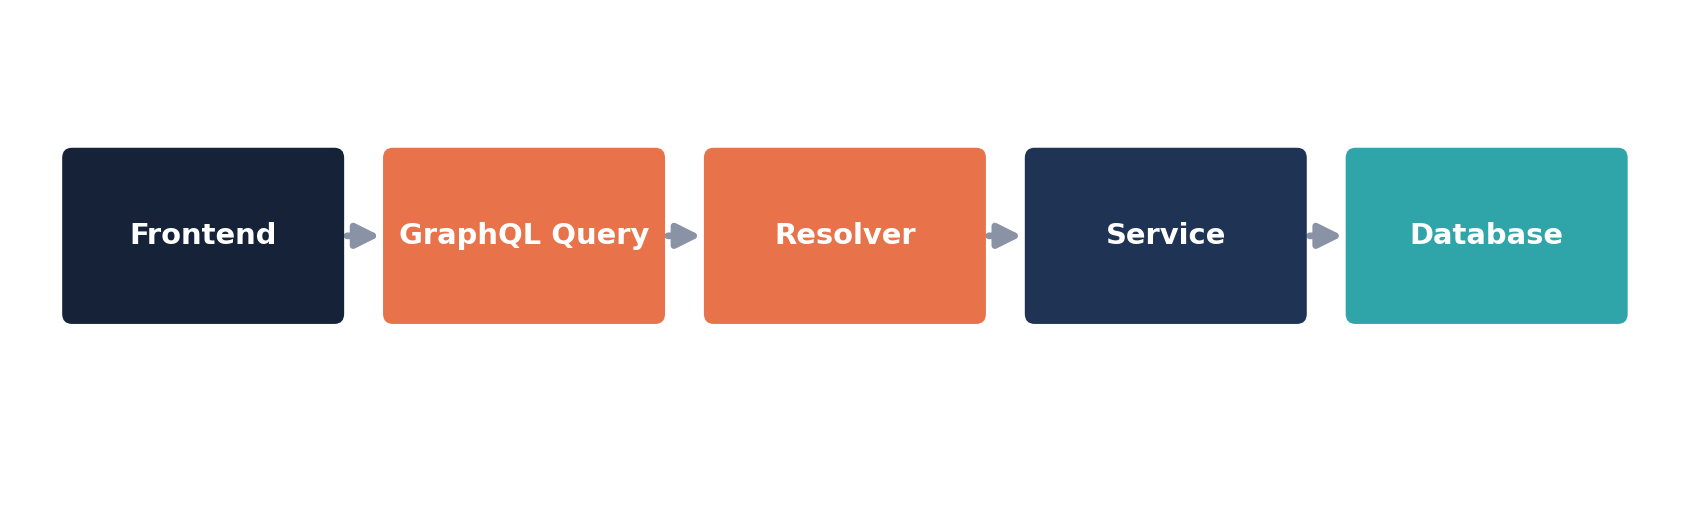 Frontend
GraphQL Query
Resolver
Service
Database